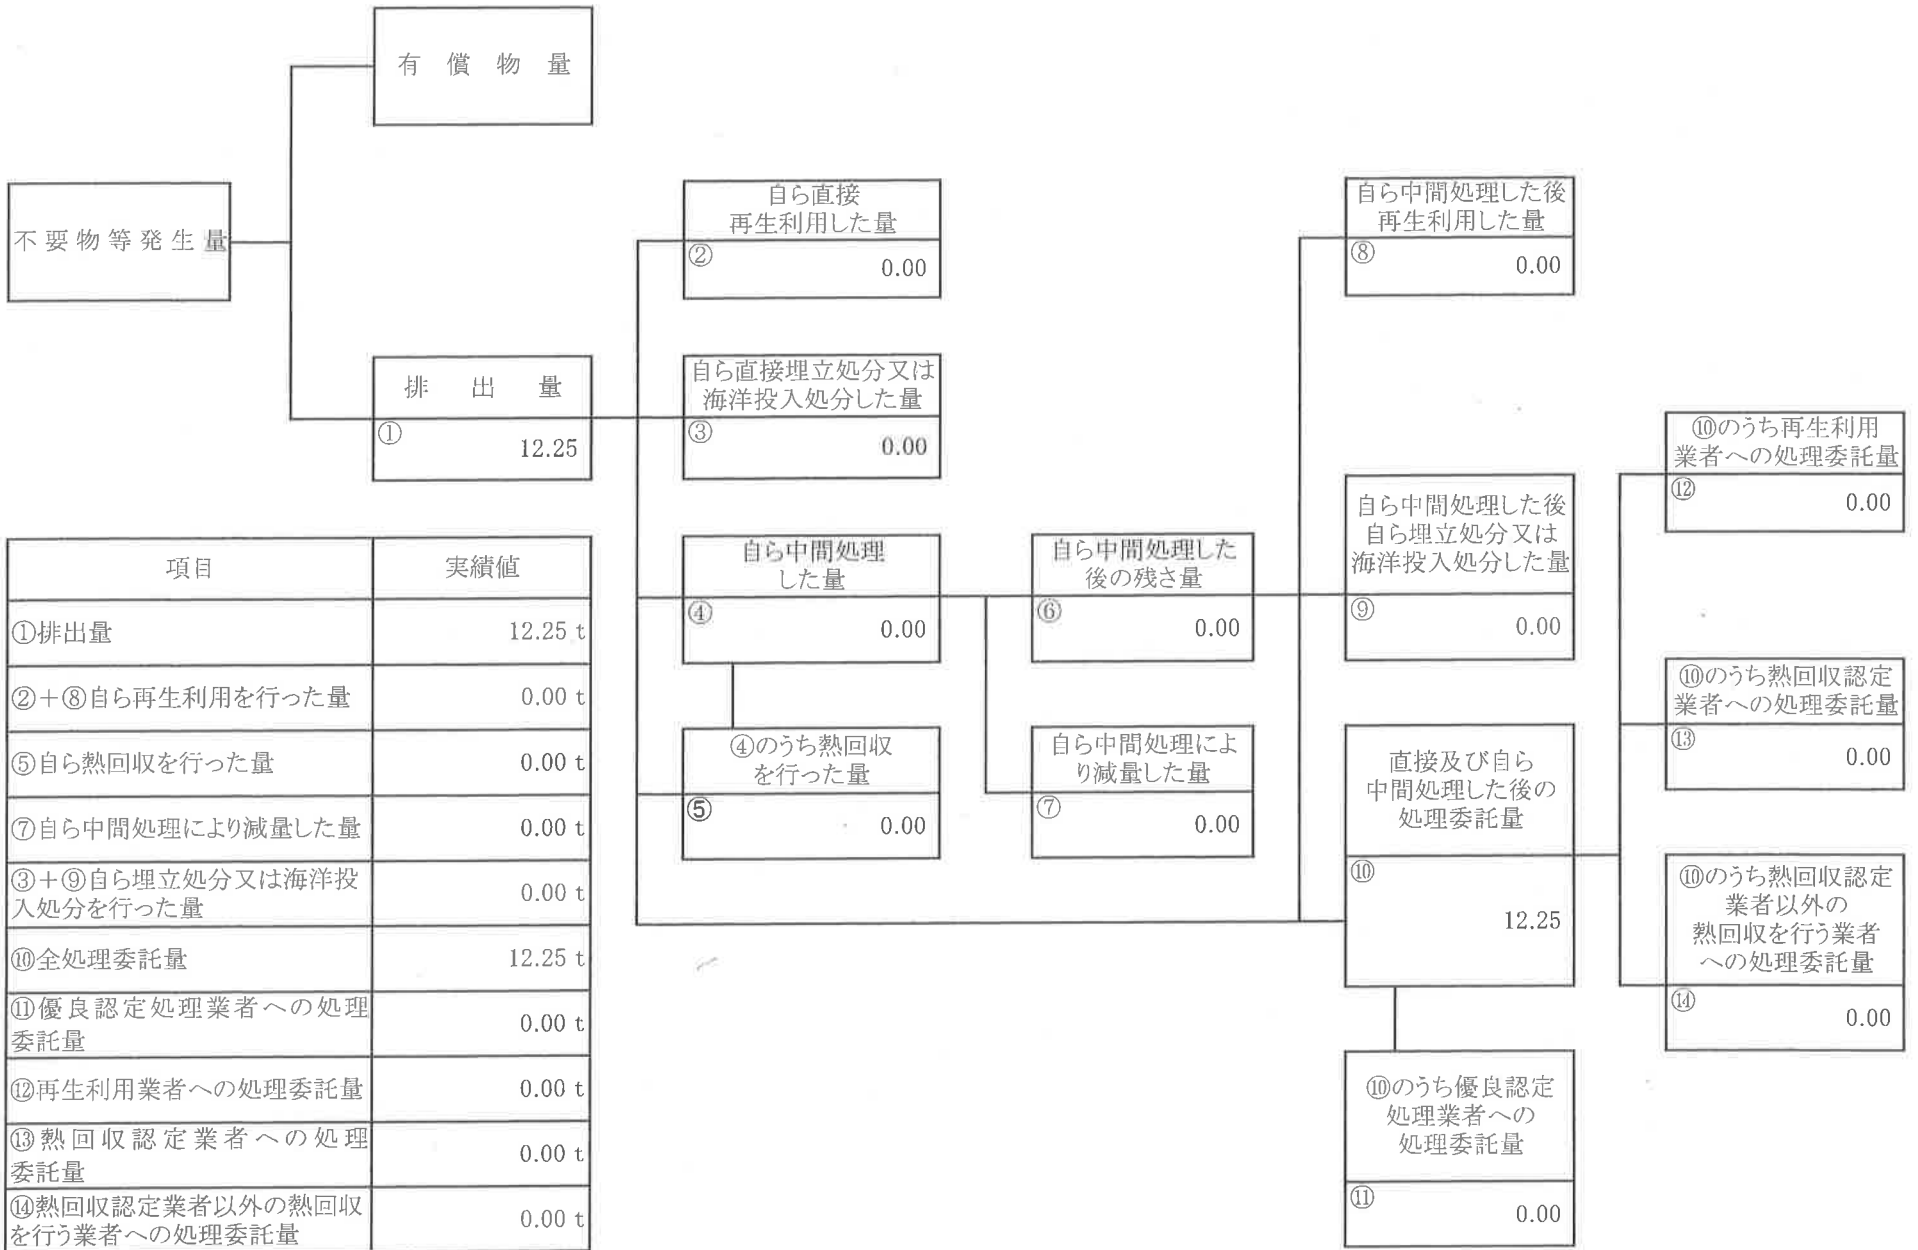 有償物量
不要物等発生量
排出量
①
12.25
自ら直接
再生利用した量
②
0.00
自ら直接埋立処分又は
海洋投入処分した量
③
0.00
自ら中間処理
した量
④
0.00
④のうち熱回収
を行った量
⑤
0.00
自ら中間処理した
後の残さ量
⑥
0.00
自ら中間処理によ
り減量した量
⑦
0.00
自ら中間処理した後
再生利用した量
⑧
0.00
自ら中間処理した後
自ら埋立処分又は
海洋投入処分した量
⑨
0.00
直接及び自ら
中間処理した後の
処理委託量
⑩
12.25
⑩のうち優良認定
処理業者への
処理委託量
⑪
0.00
⑩のうち再生利用
業者への処理委託量
⑫
0.00
⑩のうち熱回収認定
業者への処理委託量
⑬
0.00
⑩のうち熱回収認定
業者以外の
熱回収を行う業者
への処理委託量
⑭
0.00
項目 実績値
①排出量 12.25 t
②+⑧自ら再生利用を行った量 0.00 t
⑤自ら熱回収を行った量 0.00 t
⑦自ら中間処理により減量した量 0.00 t
③+⑨自ら埋立処分又は海洋投
入処分を行った量 0.00 t
⑩全処理委託量 12.25 t
⑪優良認定処理業者への処理
委託量 0.00 t
⑫再生利用業者への処理委託量 0.00 t
⑬熱回収認定業者への処理
委託量 0.00 t
⑭熱回収認定業者以外の熱回収
を行う業者への処理委託量 0.00 t